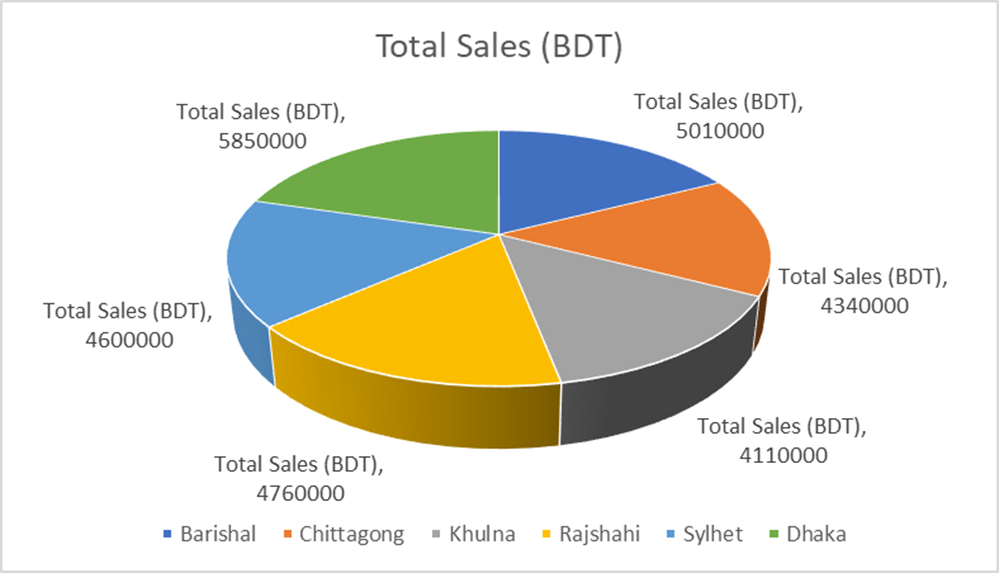 Total Sales (BDT)
Total Sales (BDT),
5850000
Total Sales (BDT),
5010000
Total Sales (BDT),
4340000
Total Sales (BDT),
4600000
Total Sales (BDT),
4110000
Total Sales (BDT),
4760000
Barishal Chittagong Khulna Rajshahi Sylhet Dhaka